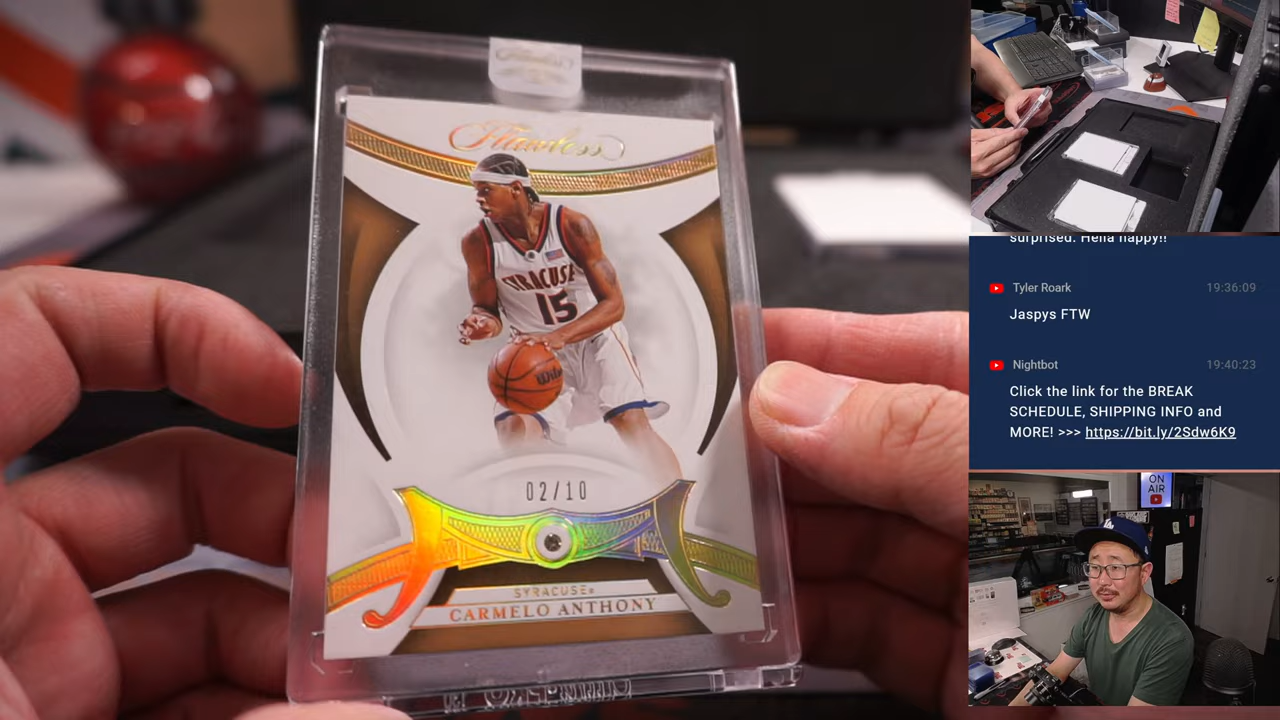 Flawless
SYRACUSE
15
Wils
02/10
SYRACUSE
CARMELO ANTHONY
surprised. Hella happy!!
Tyler Roark
19:36:09
Jaspys FTW
Nightbot
19:40:23
Click the link for the BREAK
SCHEDULE, SHIPPING INFO and
MORE! >>> https://bit.ly/2Sdw6K9
ON
AIR
LA